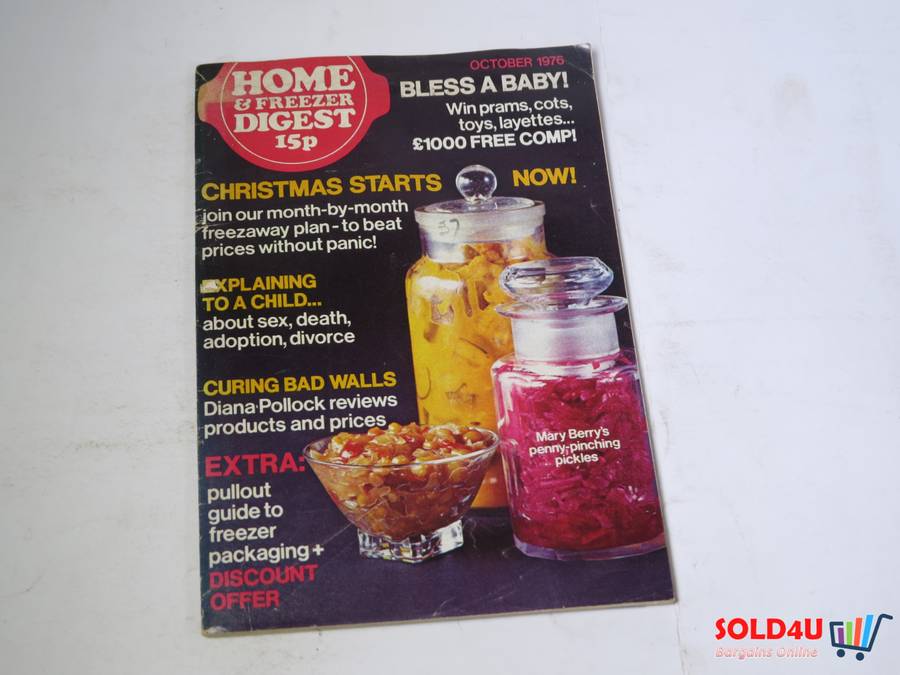 HOME
& FREEZER
DIGEST
15p
OCTOBER 1976
BLESS A BABY!
Win prams, cots,
toys, layettes...
£1000 FREE COMP!
CHRISTMAS STARTS NOW!
join our month-by-month
freezaway plan - to beat
prices without panic!
EXPLAINING
TO A CHILD...
about sex, death,
adoption, divorce
CURING BAD WALLS
Diana Pollock reviews
products and prices
EXTRA:
pullout
guide to
freezer
packaging +
DISCOUNT
OFFER
37
Mary Berry's
penny-pinching
pickles
SOLD4U
Bargains Online